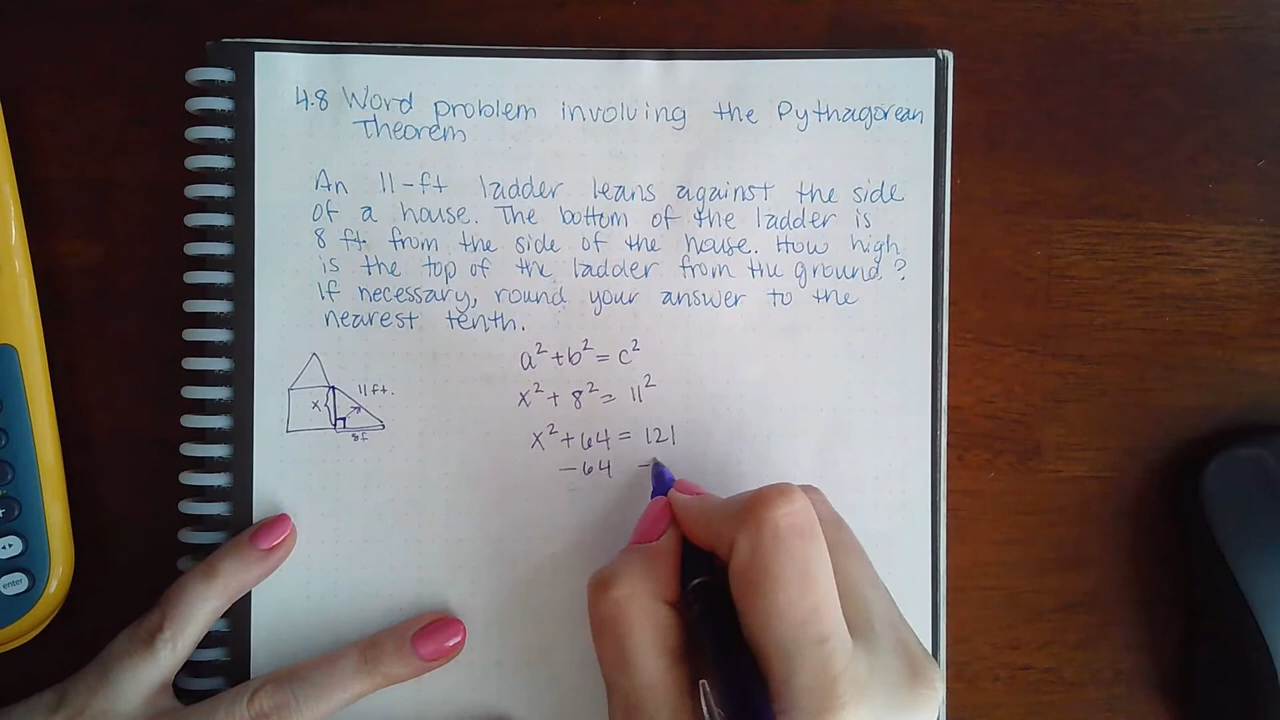 4.8 Word problem involving the Pythagorean
Theorem
An 11-ft ladder leans against the side
of a house. The bottom of the ladder is
8 ft from the side of the house. How high
is the top of the ladder from the ground?
If necessary, round your answer to the
nearest tenth.
a² + b² = c²
x² + 8² = 11²
x² + 64 = 121
-64 -
11 ft.
x
8f
enter